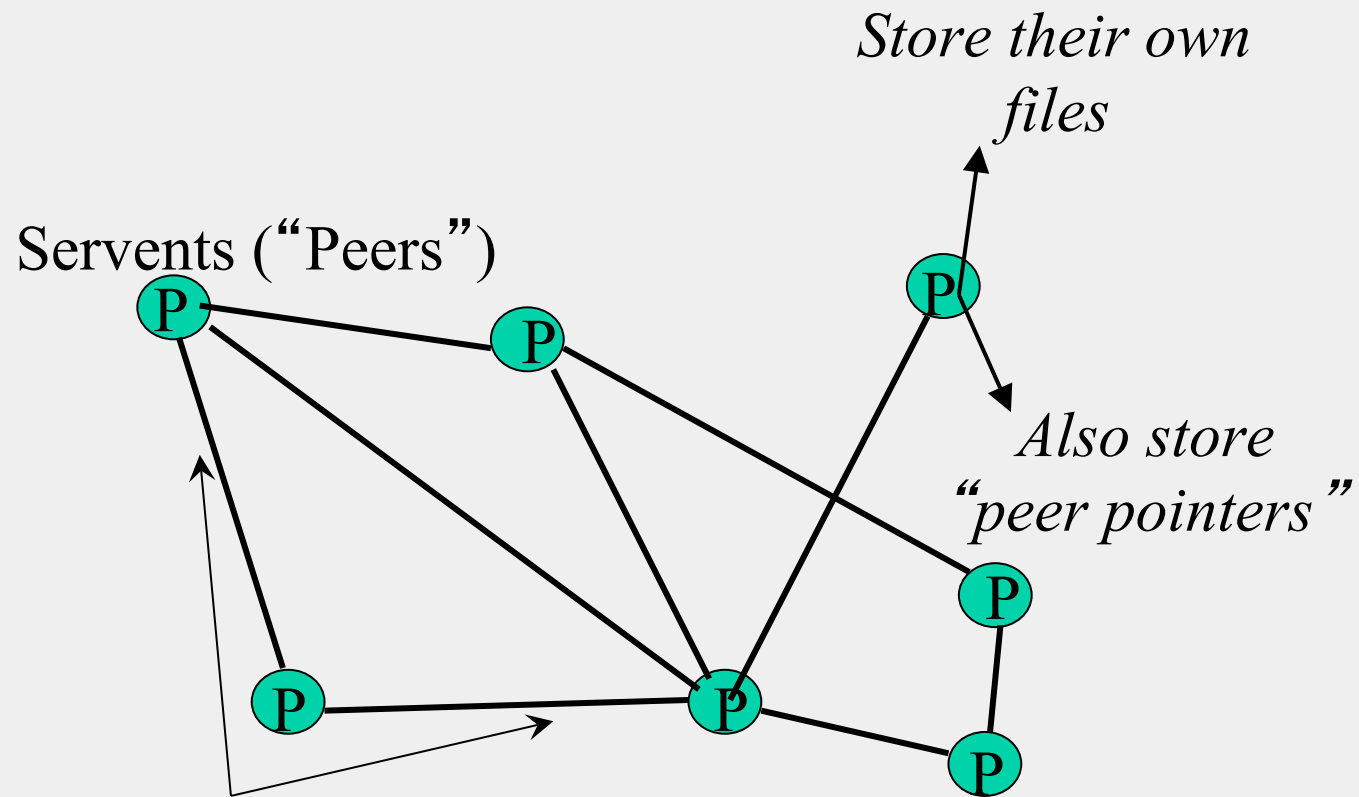 Store their own
files
Servents (“Peers”)
P
P
P
Also store
“peer pointers”
P
P
P
P